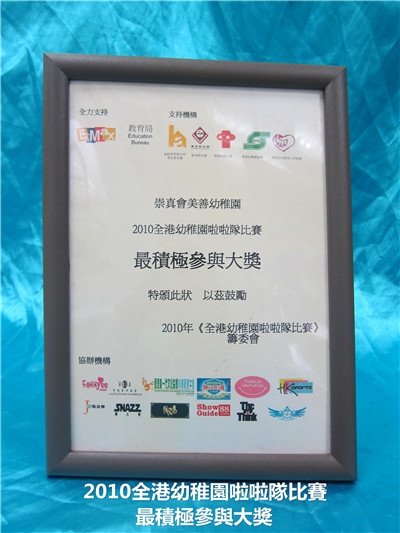 全力支持
支持機構
E-Max
教育局
Education
Bureau
崇真會美善幼稚園
2010全港幼稚園啦啦隊比賽
最積極參與大獎
特頒此狀 以茲鼓勵
2010年《全港幼稚園啦啦隊比賽》
籌委會
協辦機構
SNAZZ
Show
Guide
The
Think
2010全港幼稚園啦啦隊比賽
最積極參與大獎